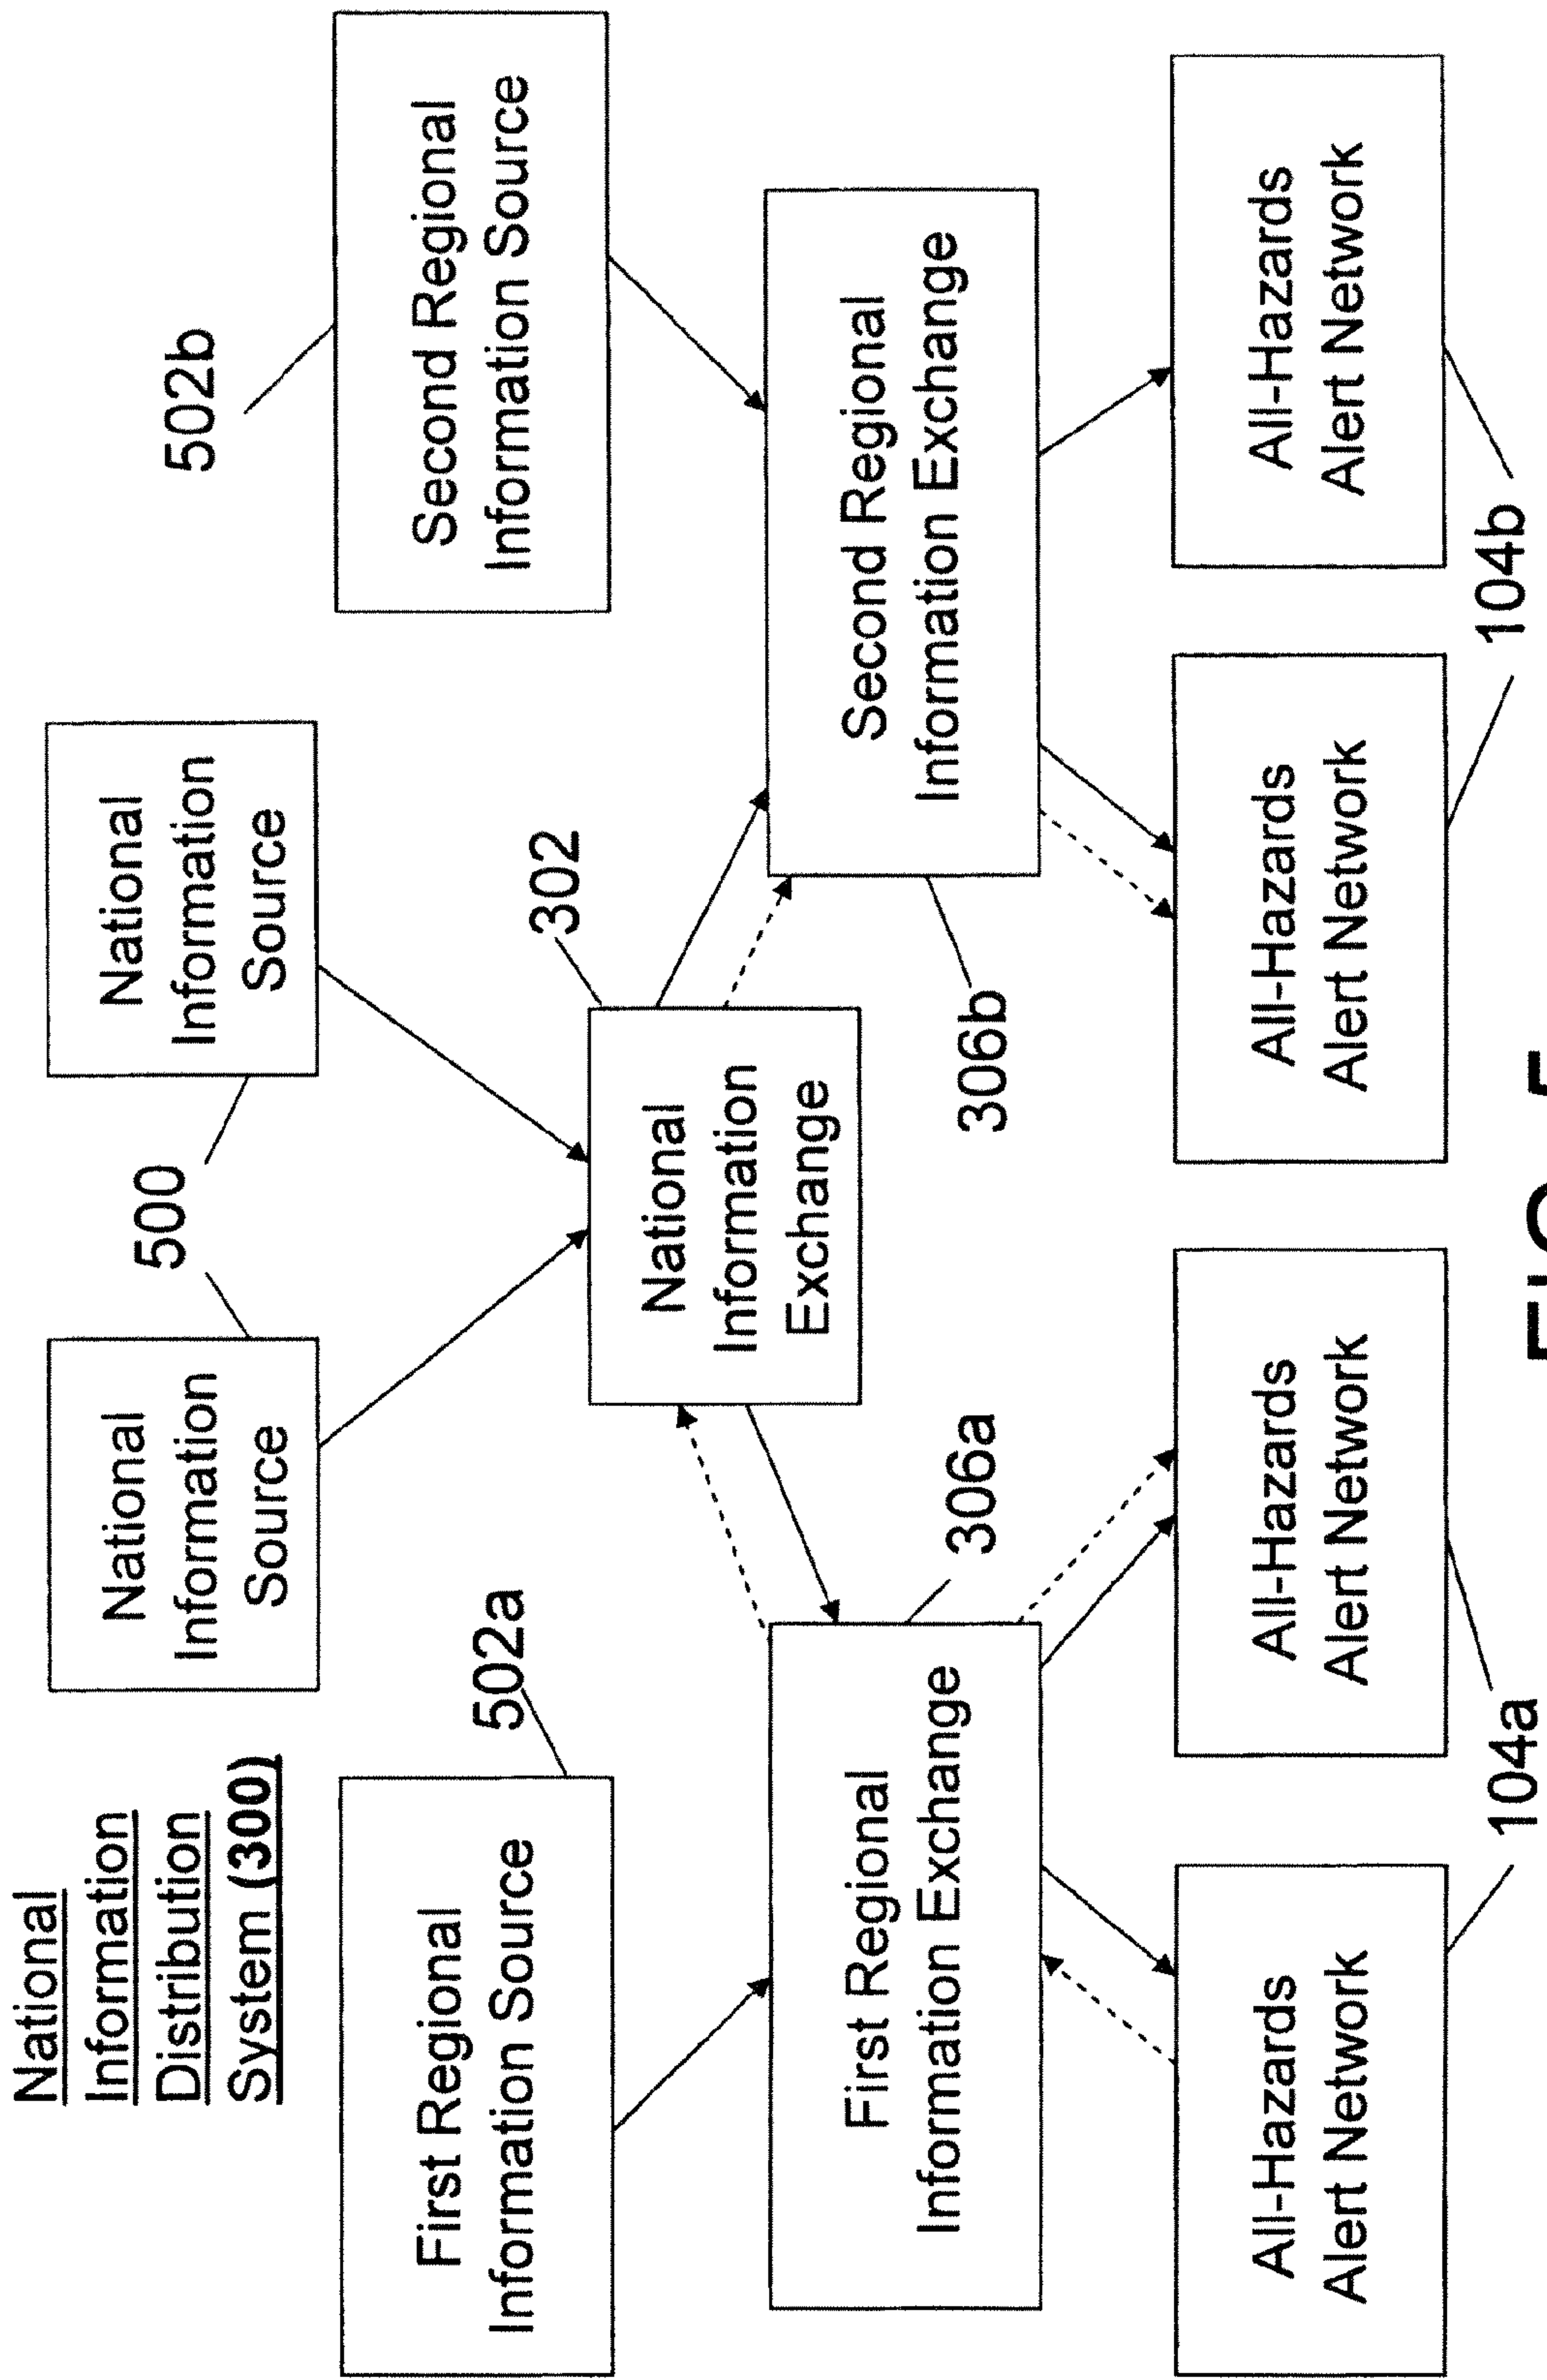 National
Information
Distribution
System (300)
National
Information
Source
500
National
Information
Source
502b
502a
First Regional
Information Source
Second Regional
Information Source
302
National
Information
Exchange
306a
306b
First Regional
Information Exchange
Second Regional
Information Exchange
All-Hazards
Alert Network
All-Hazards
Alert Network
All-Hazards
Alert Network
All-Hazards
Alert Network
104a
104b